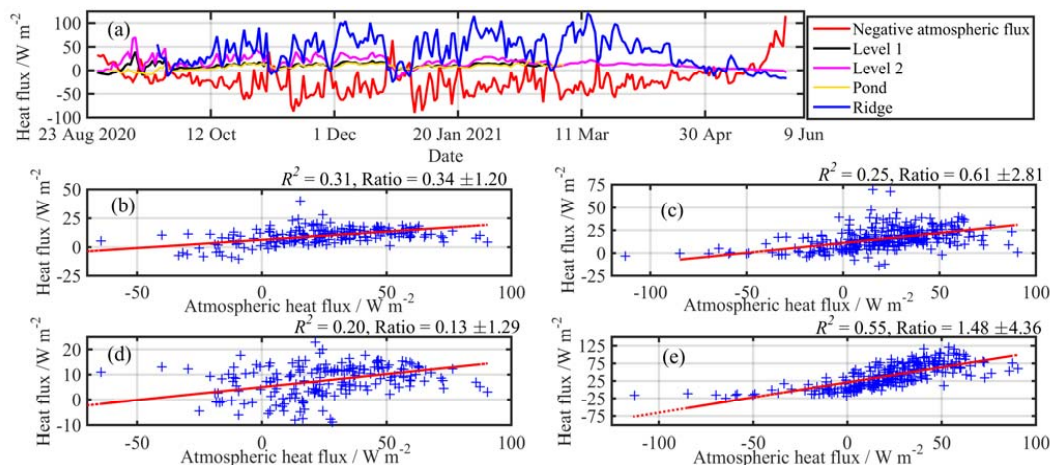 (a)
Heat flux /W m-2
100
50
0
-50
-100
23 Aug 2020 12 Oct 1 Dec 20 Jan 2021 11 Mar 30 Apr 9 Jun
Date
Negative atmospheric flux
Level 1
Level 2
Pond
Ridge
R2 = 0.31, Ratio = 0.34 ±1.20
(b)
Heat flux /W m-2
50
25
0
-25
-50 0 50 100
Atmospheric heat flux / W m-2
R2 = 0.25, Ratio = 0.61 ±2.81
(c)
Heat flux /W m-2
75
50
25
0
-25
-100 -50 0 50 100
Atmospheric heat flux / W m-2
R2 = 0.20, Ratio = 0.13 ±1.29
(d)
Heat flux /W m-2
20
10
0
-10
-50 0 50 100
Atmospheric heat flux / W m-2
R2 = 0.55, Ratio = 1.48 ±4.36
(e)
Heat flux /W m-2
125
75
25
-25
-75
-100 -50 0 50 100
Atmospheric heat flux / W m-2